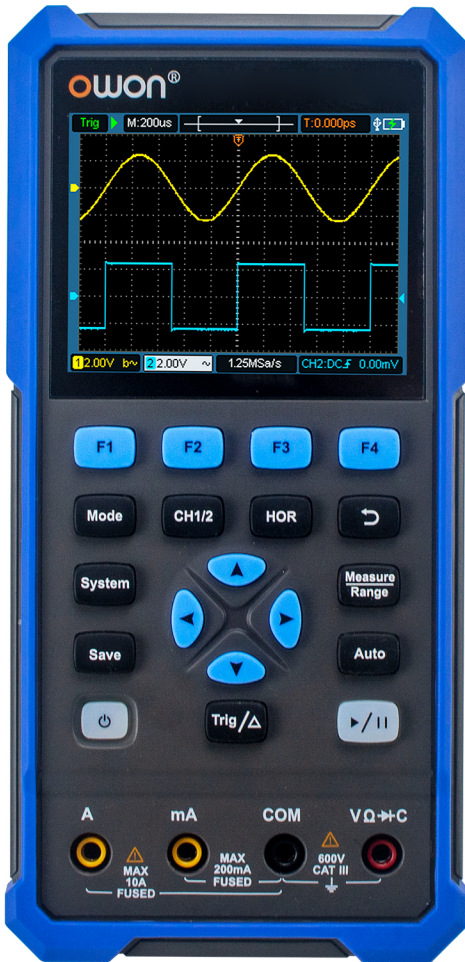 owon®
Trig M:200us T:0.000ps
T
1 2.00V b~ 2 2.00V ~ 1.25MSa/s CH2:DC 0.00mV
F1 F2 F3 F4
Mode CH1/2 HOR
System Measure
Range
Save Auto
Trig/△
A mA COM VΩ C
MAX
10A
FUSED
MAX
200mA
FUSED
600V
CAT III